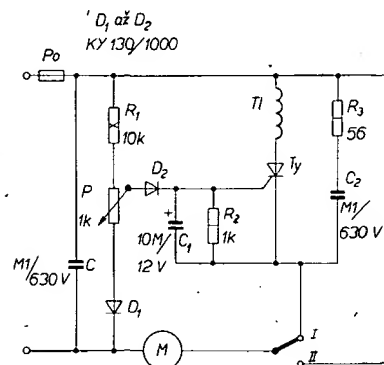 D₁ až D₂
KY 130/1000
Po
R₁
10k
Tl
R₃
56
P
1k
D₂
Ty
C₂
M1/
630 V
+
10M/
12 V
C₁
R₂
1k
M1/
630 V
C
D₁
M
I
II